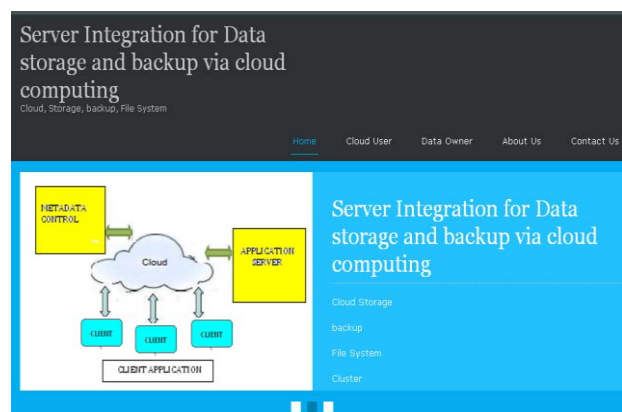 Server Integration for Data
storage and backup via cloud
computing
Cloud, Storage, backup, File System
Home Cloud User Data Owner About Us Contact Us
METADATA
CONTROL
Cloud
APPLICATION
SERVER
CLIENT CLIENT CLIENT
CLIENT APPLICATION
Server Integration for Data
storage and backup via cloud
computing
Cloud Storage
backup
File System
Cluster